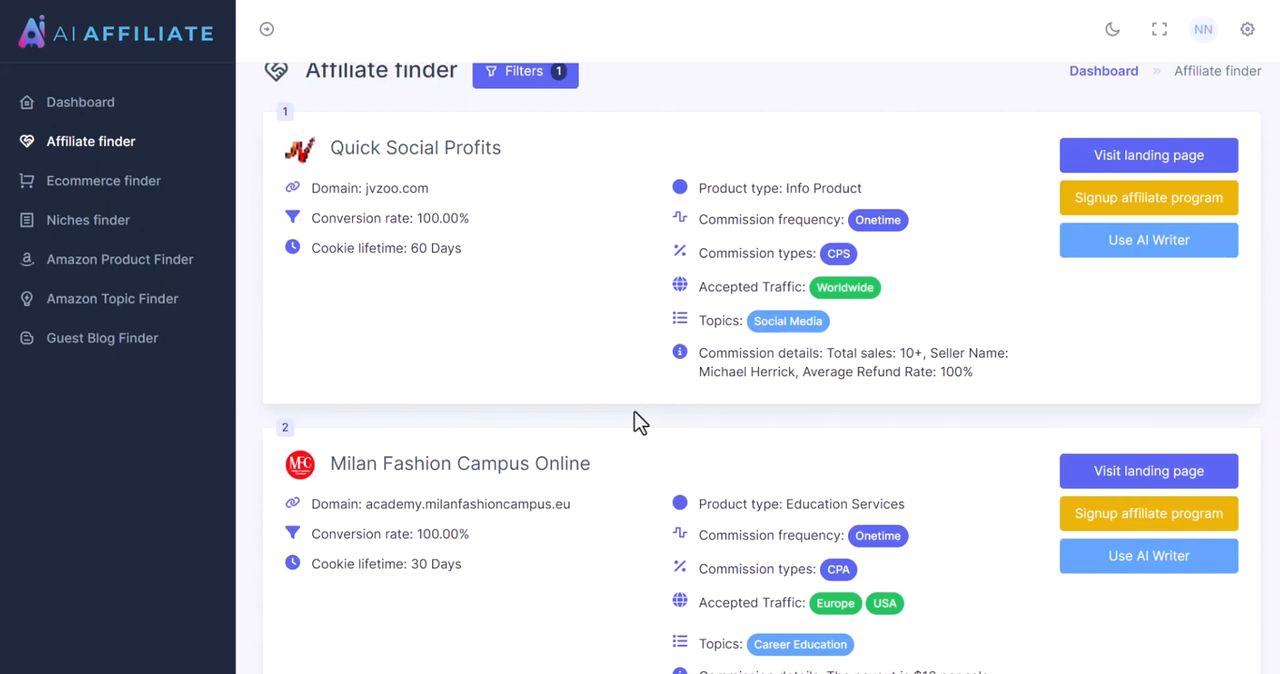 AI AFFILIATE
NN
Dashboard
Affiliate finder
Ecommerce finder
Niches finder
Amazon Product Finder
Amazon Topic Finder
Guest Blog Finder
Affiliate finder
Filters 1
Dashboard » Affiliate finder
1
Quick Social Profits
Domain: jvzoo.com
Conversion rate: 100.00%
Cookie lifetime: 60 Days
Product type: Info Product
Commission frequency: Onetime
Commission types: CPS
Accepted Traffic: Worldwide
Topics: Social Media
Commission details: Total sales: 10+, Seller Name:
Michael Herrick, Average Refund Rate: 100%
Visit landing page
Signup affiliate program
Use AI Writer
2
MFC
Milan Fashion Campus Online
Domain: academy.milanfashioncampus.eu
Conversion rate: 100.00%
Cookie lifetime: 30 Days
Product type: Education Services
Commission frequency: Onetime
Commission types: CPA
Accepted Traffic: Europe USA
Topics: Career Education
Commission details: The payout is
Visit landing page
Signup affiliate program
Use AI Writer